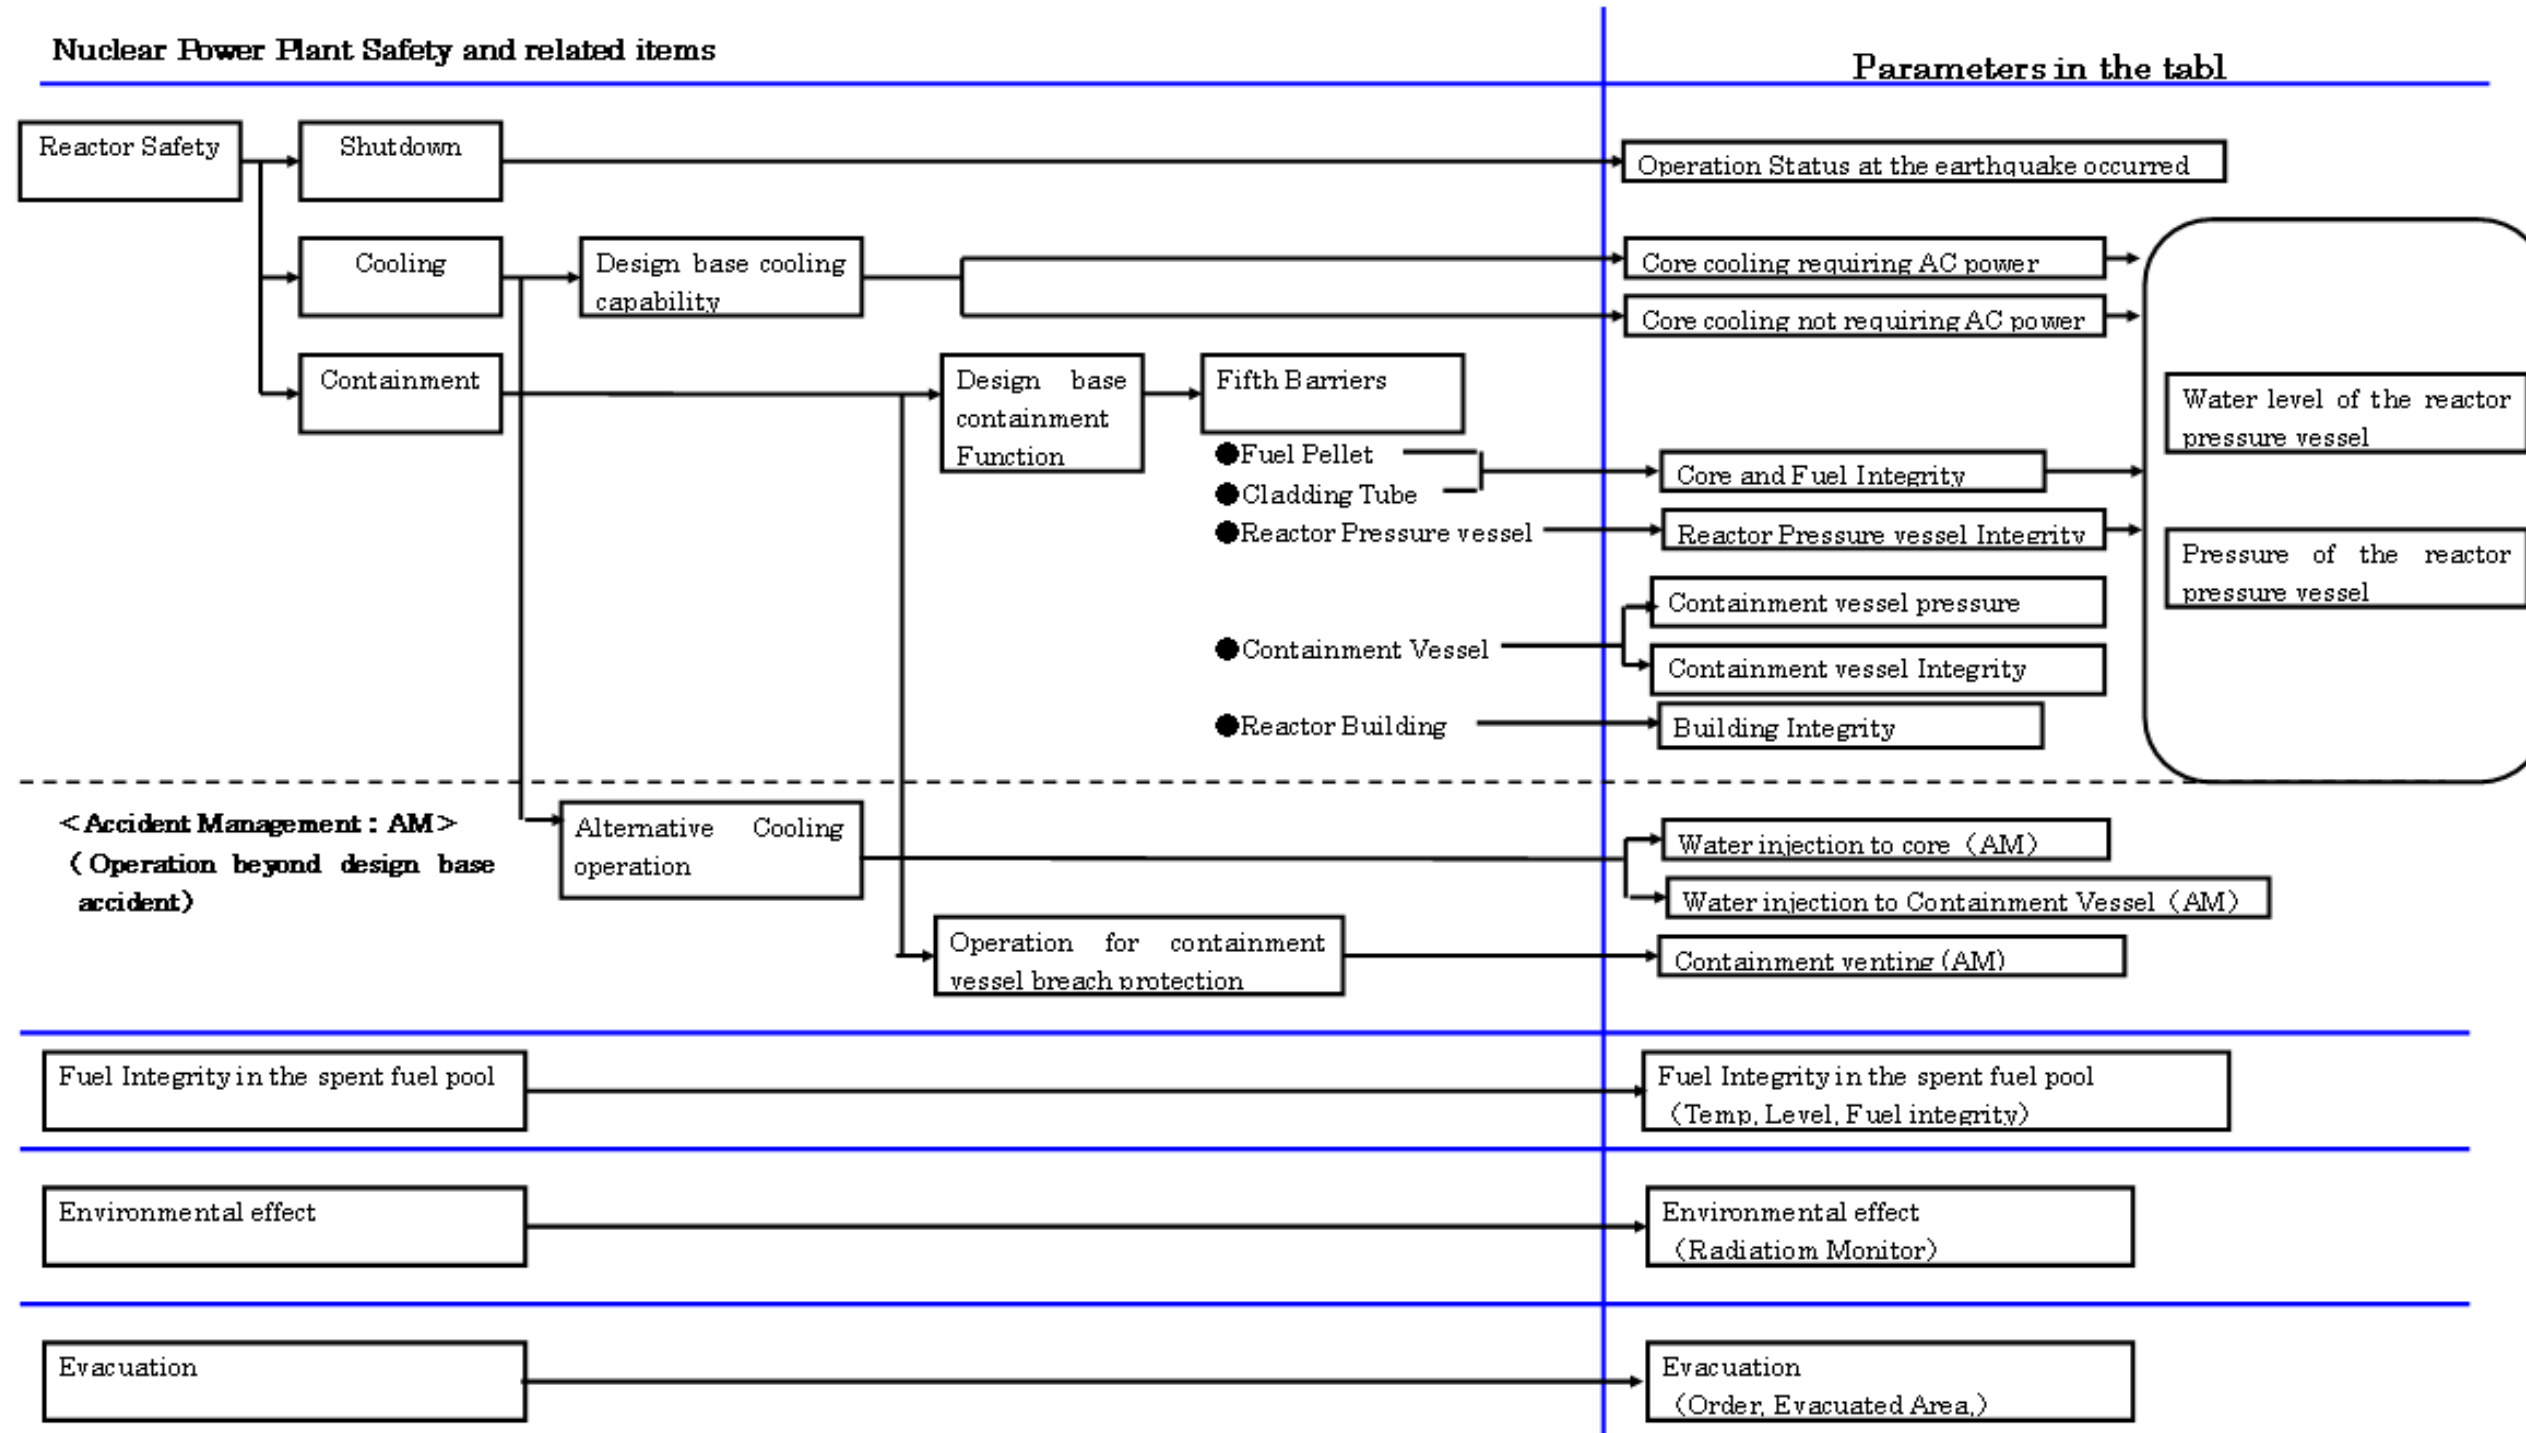 Nuclear Power Plant Safety and related items
Parameters in the tabl
Reactor Safety
Shutdown
Operation Status at the earthquake occurred
Cooling
Design base cooling
capability
Core cooling requiring AC power
Core cooling not requiring AC power
Containment
Design base
containment
Function
Fifth Barriers
●Fuel Pellet
●Cladding Tube
●Reactor Pressure vessel
●Containment Vessel
●Reactor Building
Core and Fuel Integrity
Reactor Pressure vessel Integrity
Containment vessel pressure
Containment vessel Integrity
Building Integrity
Water level of the reactor
pressure vessel
Pressure of the reactor
pressure vessel
<Accident Management : AM>
(Operation beyond design base
accident)
Alternative Cooling
operation
Water injection to core (AM)
Water injection to Containment Vessel (AM)
Operation for containment
vessel breach protection
Containment venting (AM)
Fuel Integrity in the spent fuel pool
Fuel Integrity in the spent fuel pool
(Temp, Level, Fuel integrity)
Environmental effect
Environmental effect
(Radiatiom Monitor)
Evacuation
Evacuation
(Order, Evacuated Area,)